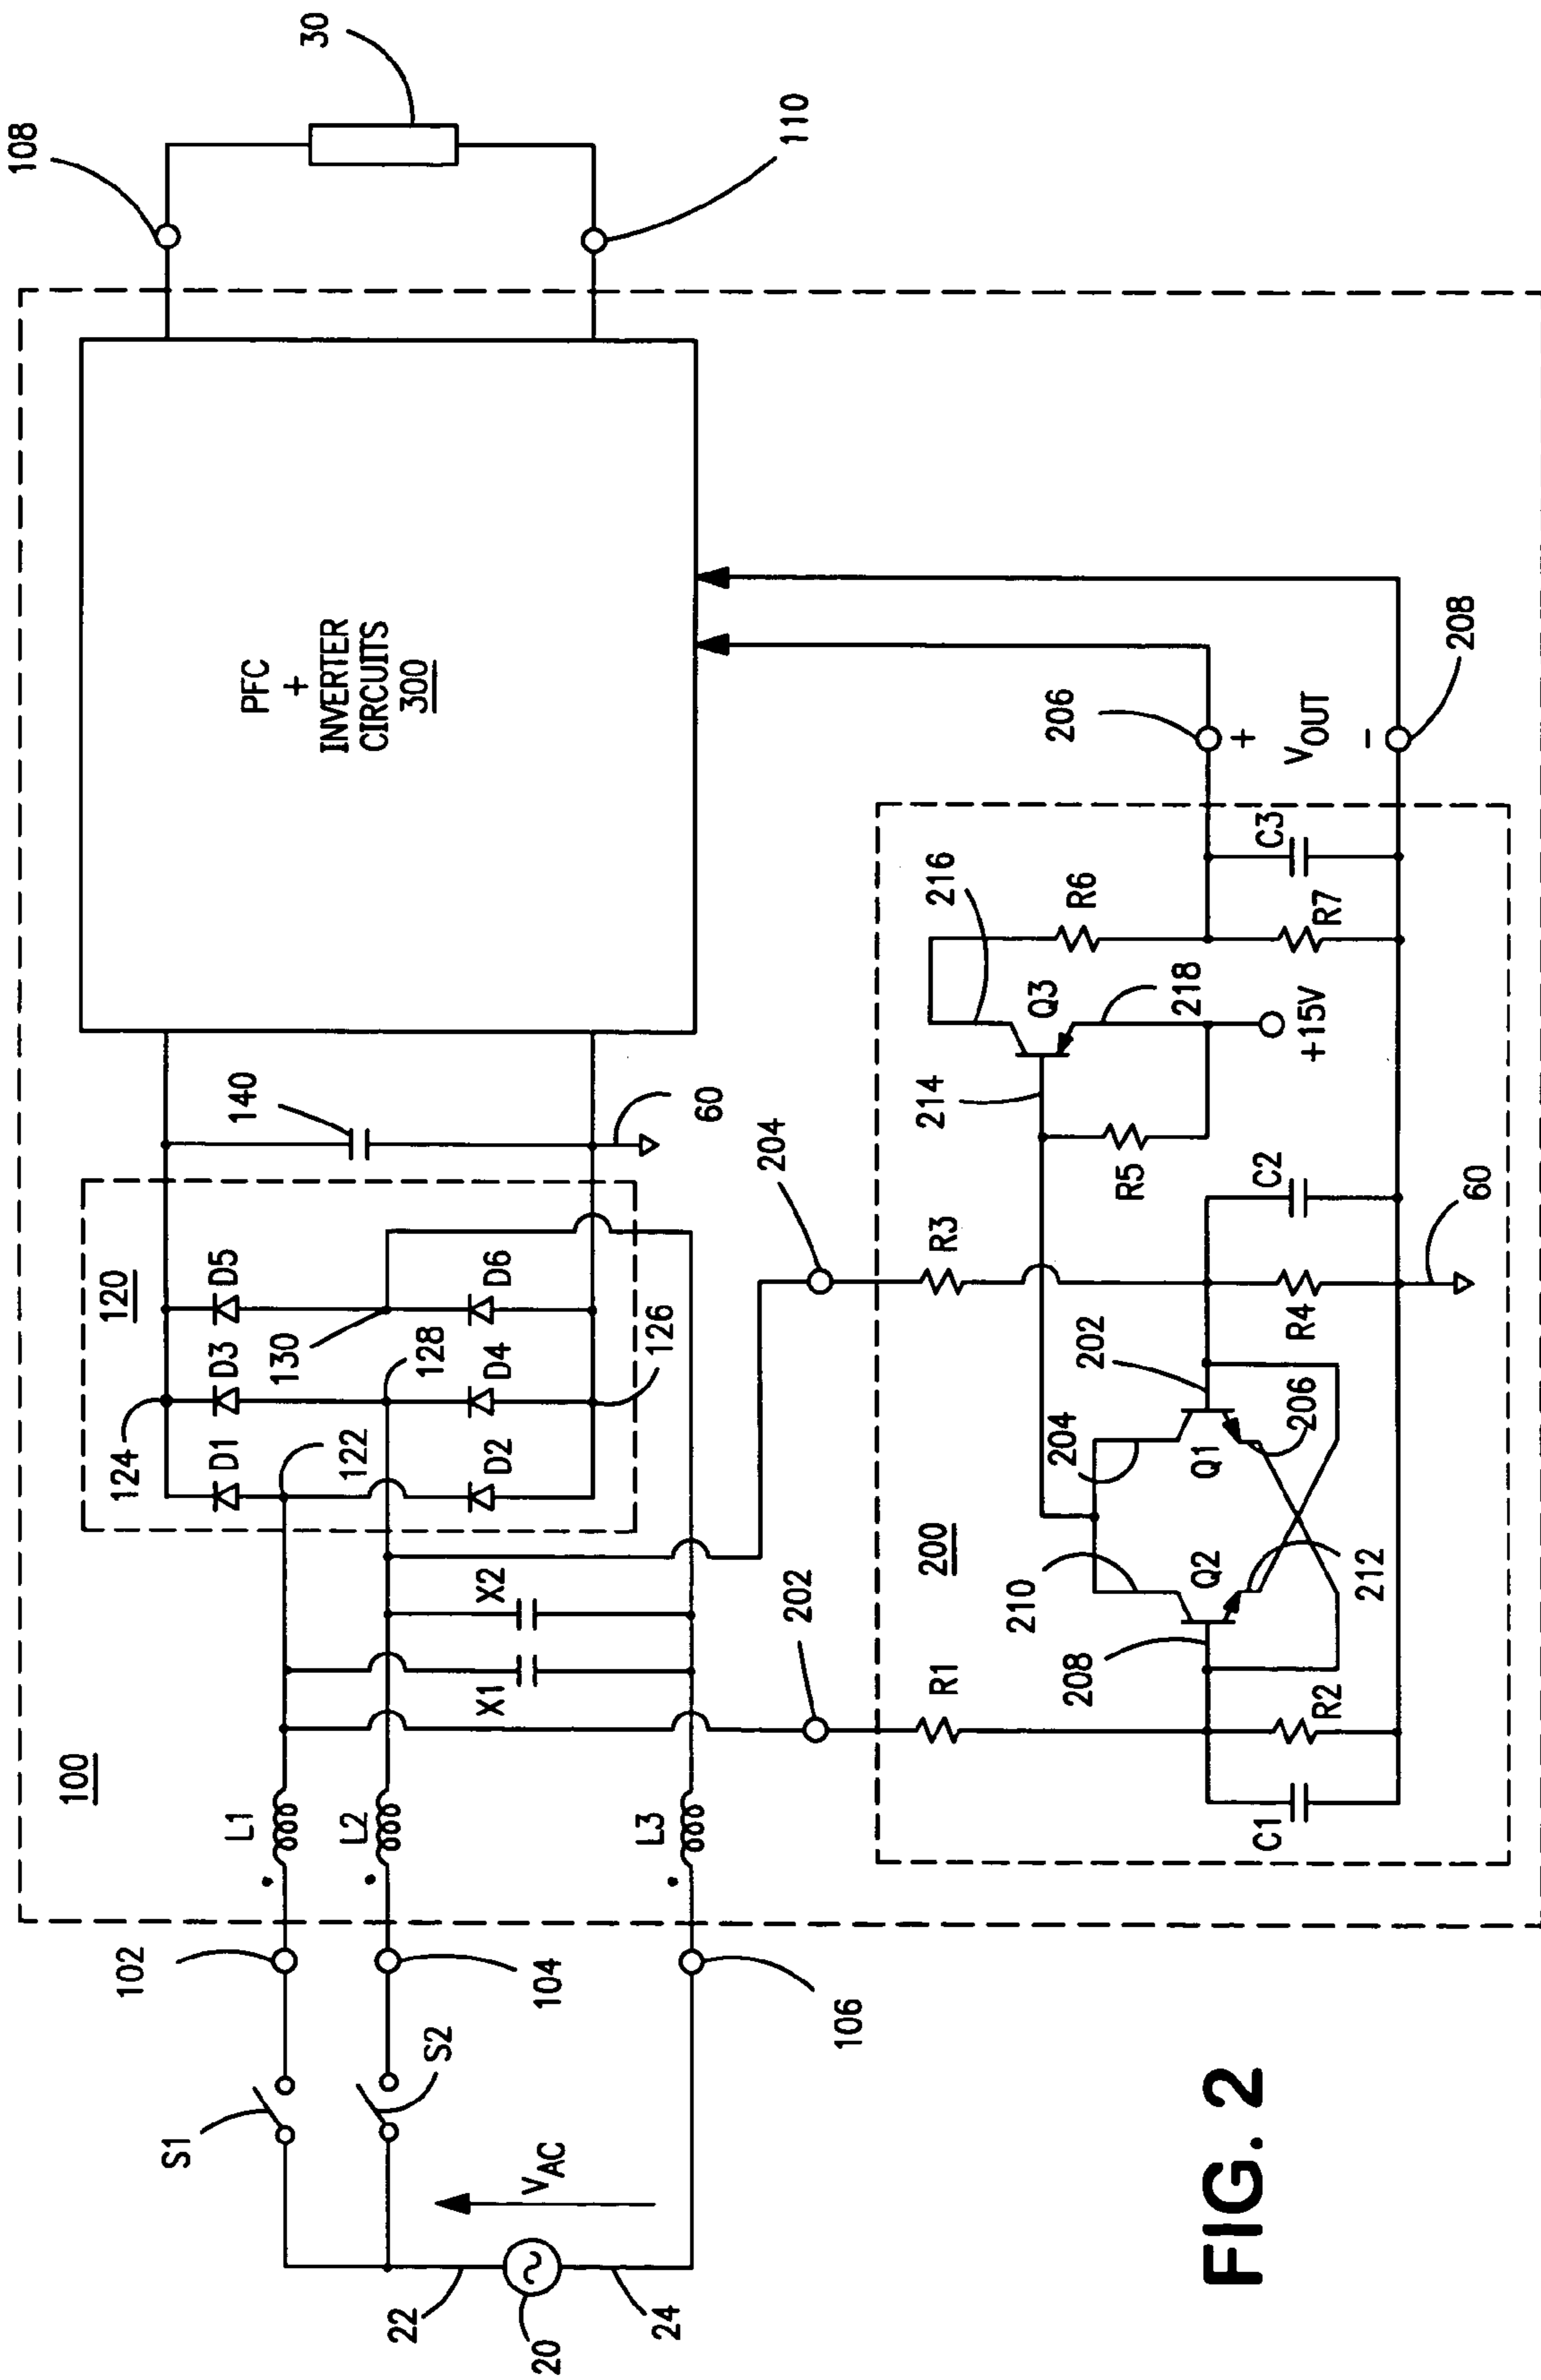 100
S1
102
L1
S2
104
L2
L3
106
22
VAC
20
24
X1
X2
120
124
D1
D3
D5
122
128
130
D2
D4
D6
126
140
60
PFC
+
INVERTER
CIRCUITS
300
108
30
110
202
204
200
R1
R3
C1
R2
208
210
Q2
212
204
Q1
206
202
R4
C2
60
R5
214
Q3
216
218
+15V
R6
R7
C3
206
+
VOUT
-
208
FIG. 2